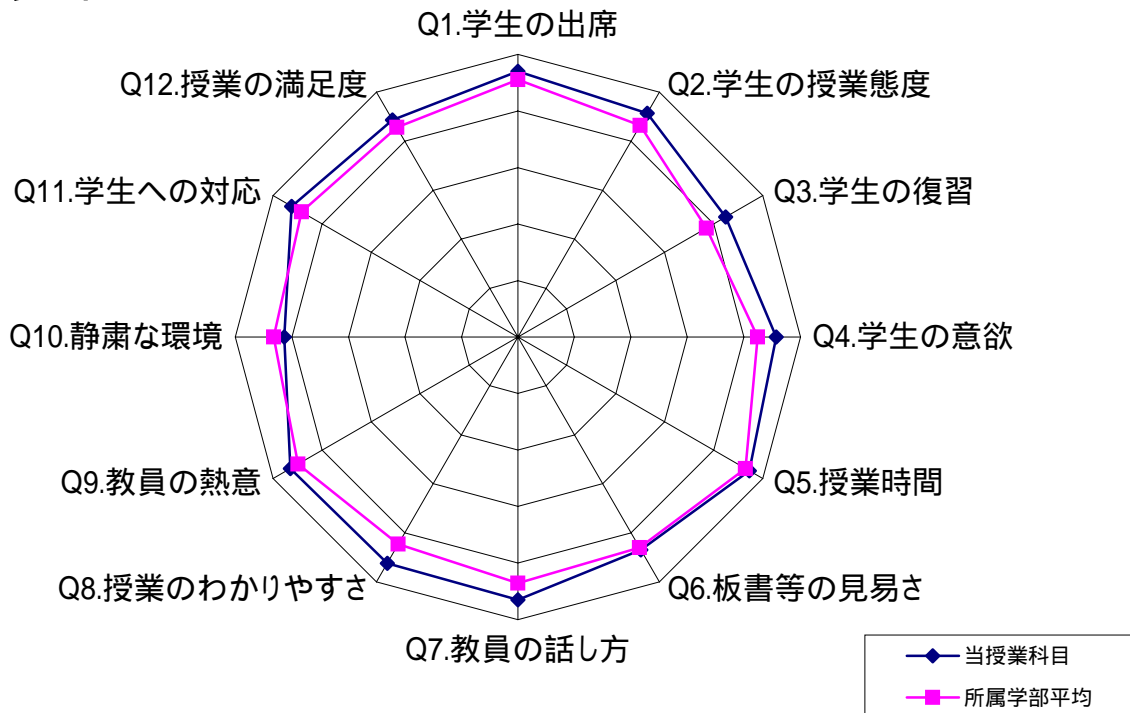 Q1.学生の出席
Q2.学生の授業態度
Q3.学生の復習
Q4.学生の意欲
Q5.授業時間
Q6.板書等の見易さ
Q7.教員の話し方
Q8.授業のわかりやすさ
Q9.教員の熱意
Q10.静粛な環境
Q11.学生への対応
Q12.授業の満足度
当授業科目
所属学部平均